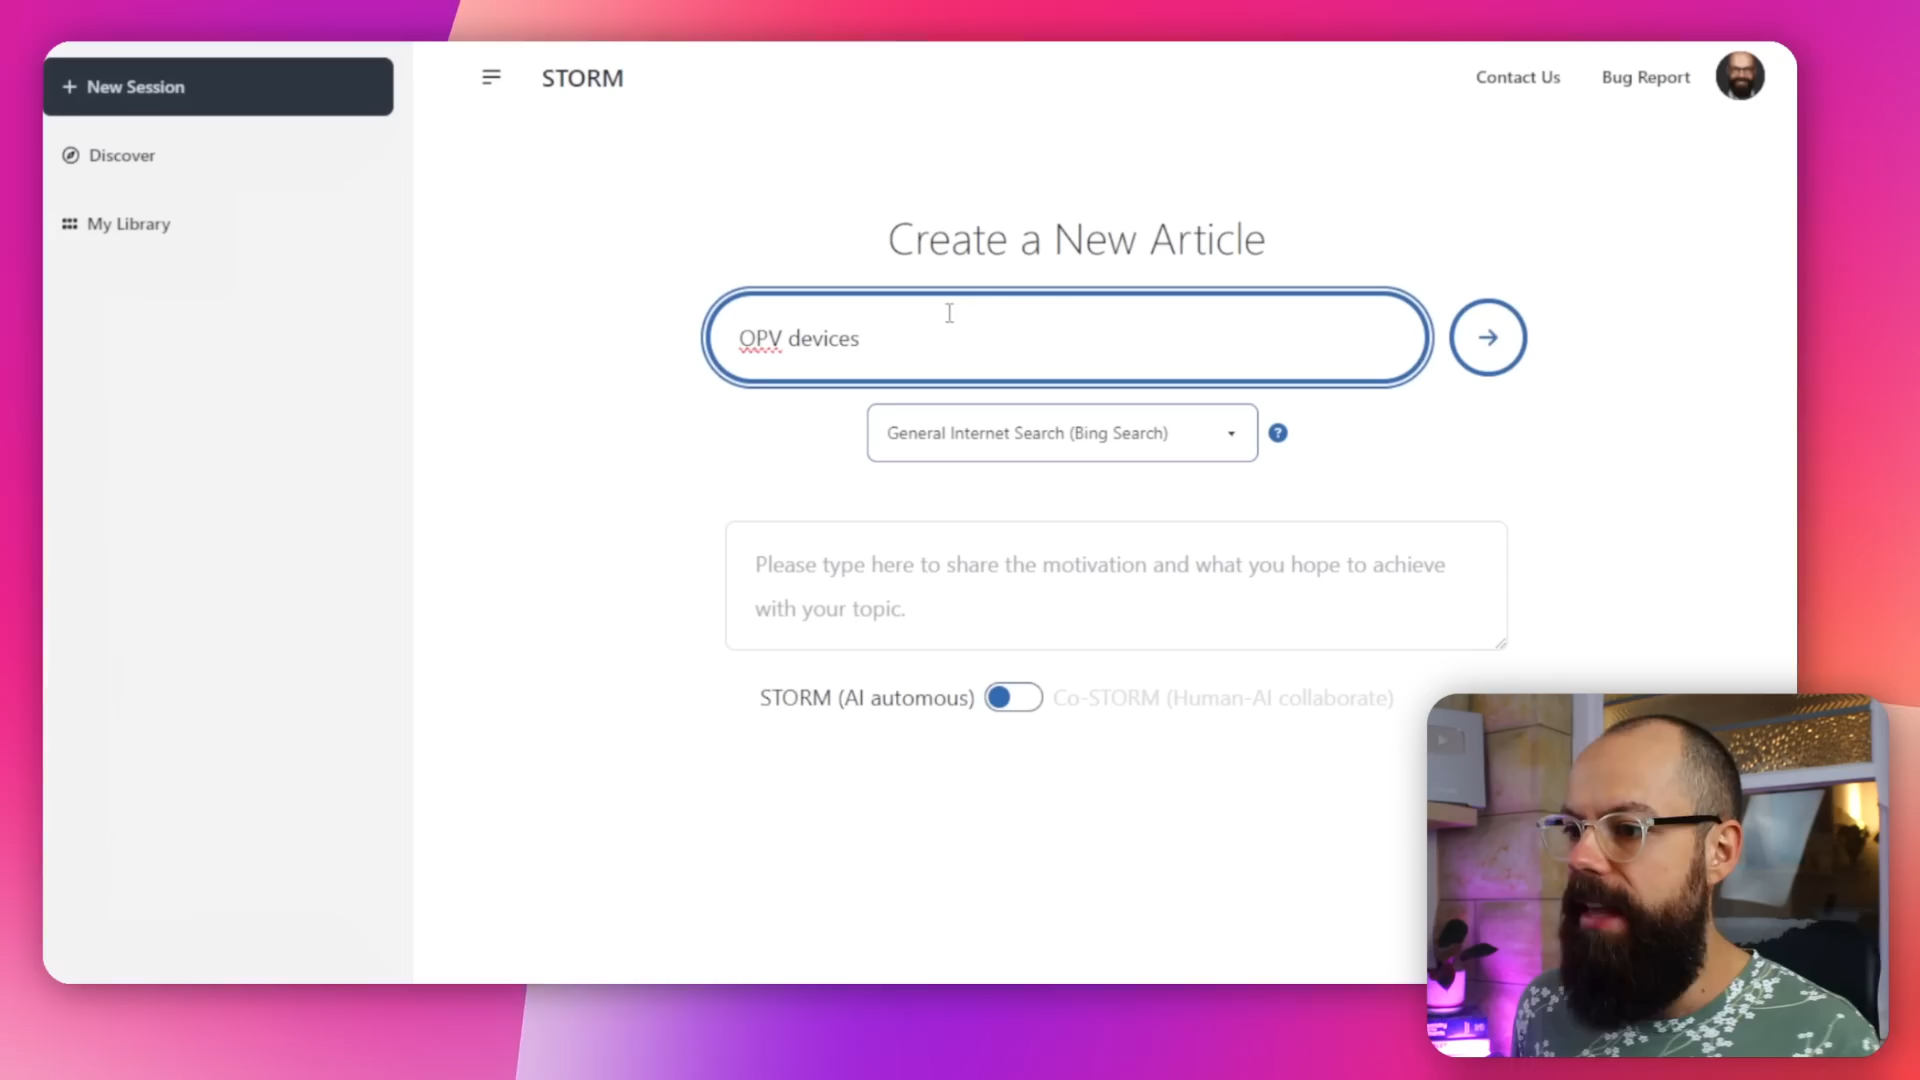 + New Session
Discover
My Library
STORM
Contact Us
Bug Report
Create a New Article
OPV devices
General Internet Search (Bing Search)
?
Please type here to share the motivation and what you hope to achieve
with your topic.
STORM (AI automous)
Co-STORM (Human-AI collaborate)